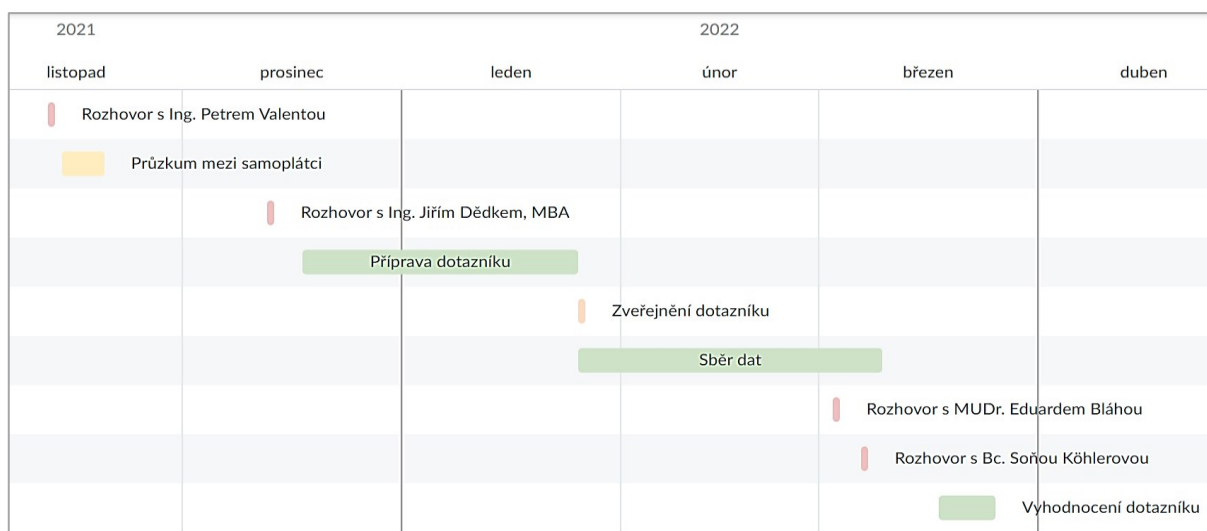 2021 2022
listopad prosinec leden únor březen duben
Rozhovor s Ing. Petrem Valentou
Průzkum mezi samoplátci
Rozhovor s Ing. Jiřím Dědkem, MBA
Příprava dotazníku
Zveřejnění dotazníku
Sběr dat
Rozhovor s MUDr. Eduardem Bláhou
Rozhovor s Bc. Soňou Köhlerovou
Vyhodnocení dotazníku